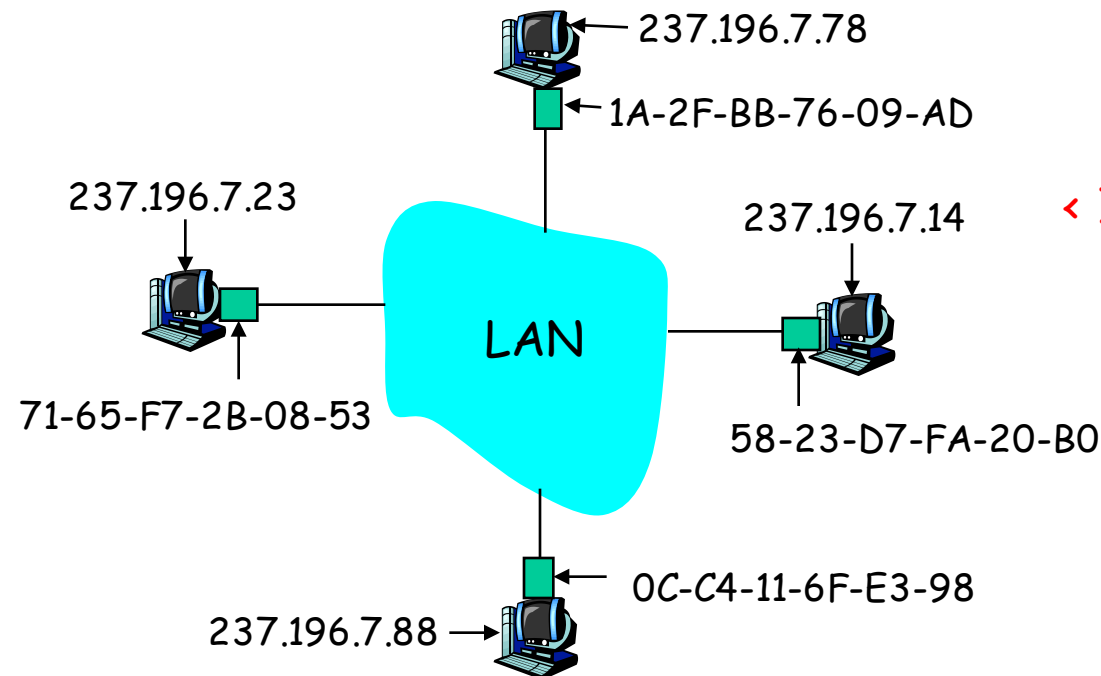 237.196.7.78
1A-2F-BB-76-09-AD
237.196.7.23
237.196.7.14
<
LAN
71-65-F7-2B-08-53
58-23-D7-FA-20-B0
0C-C4-11-6F-E3-98
237.196.7.88